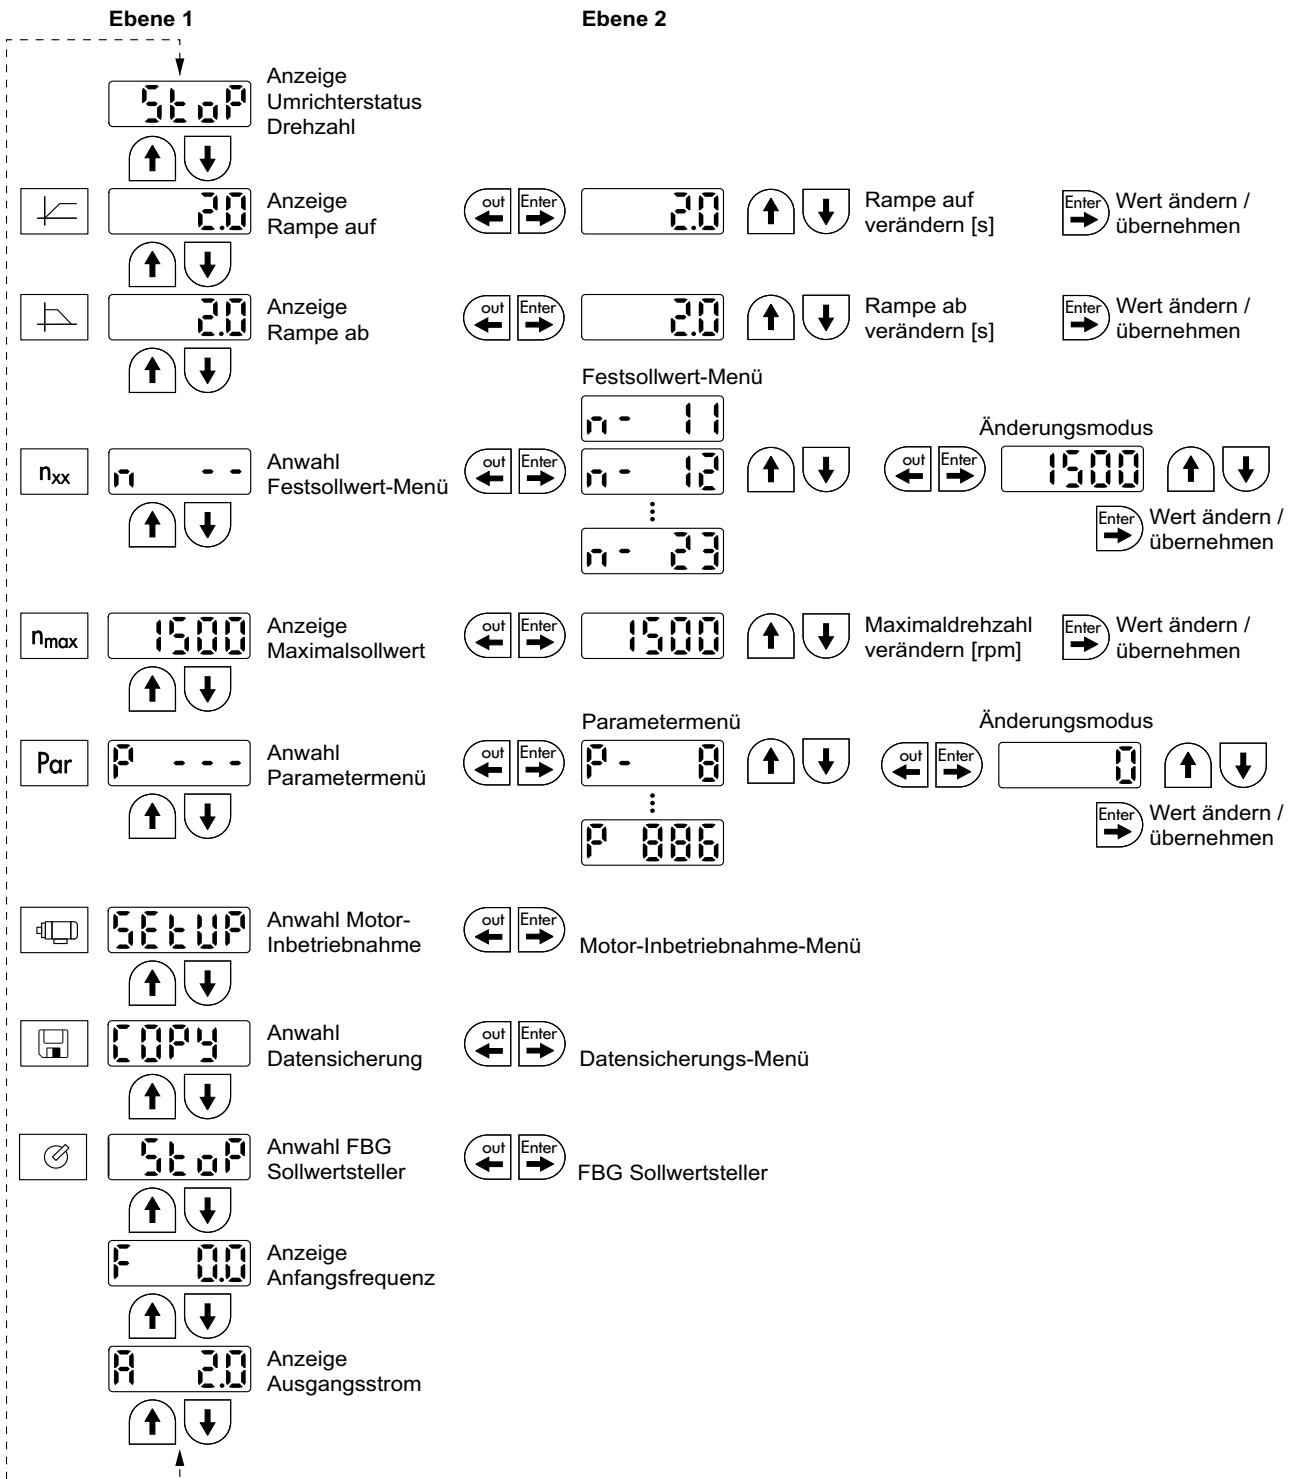 Ebene 1
Ebene 2
StoP
Anzeige
Umrichterstatus
Drehzahl
2.0
Anzeige
Rampe auf
out
Enter
2.0
Rampe auf
verändern [s]
Enter
Wert ändern /
übernehmen
2.0
Anzeige
Rampe ab
out
Enter
2.0
Rampe ab
verändern [s]
Enter
Wert ändern /
übernehmen
nxx
n --
Anwahl
Festsollwert-Menü
out
Enter
Festsollwert-Menü
n- 11
n- 12
n- 23
Änderungsmodus
out
Enter
1500
Enter
Wert ändern /
übernehmen
nmax
1500
Anzeige
Maximalsollwert
out
Enter
1500
Maximaldrehzahl
verändern [rpm]
Enter
Wert ändern /
übernehmen
Par
P ---
Anwahl
Parametermenü
out
Enter
Parametermenü
P- 8
P 886
Änderungsmodus
out
Enter
0
Enter
Wert ändern /
übernehmen
SEtUP
Anwahl Motor-
Inbetriebnahme
out
Enter
Motor-Inbetriebnahme-Menü
COPY
Anwahl
Datensicherung
out
Enter
Datensicherungs-Menü
StoP
Anwahl FBG
Sollwertsteller
out
Enter
FBG Sollwertsteller
F 0.0
Anzeige
Anfangsfrequenz
A 2.0
Anzeige
Ausgangsstrom